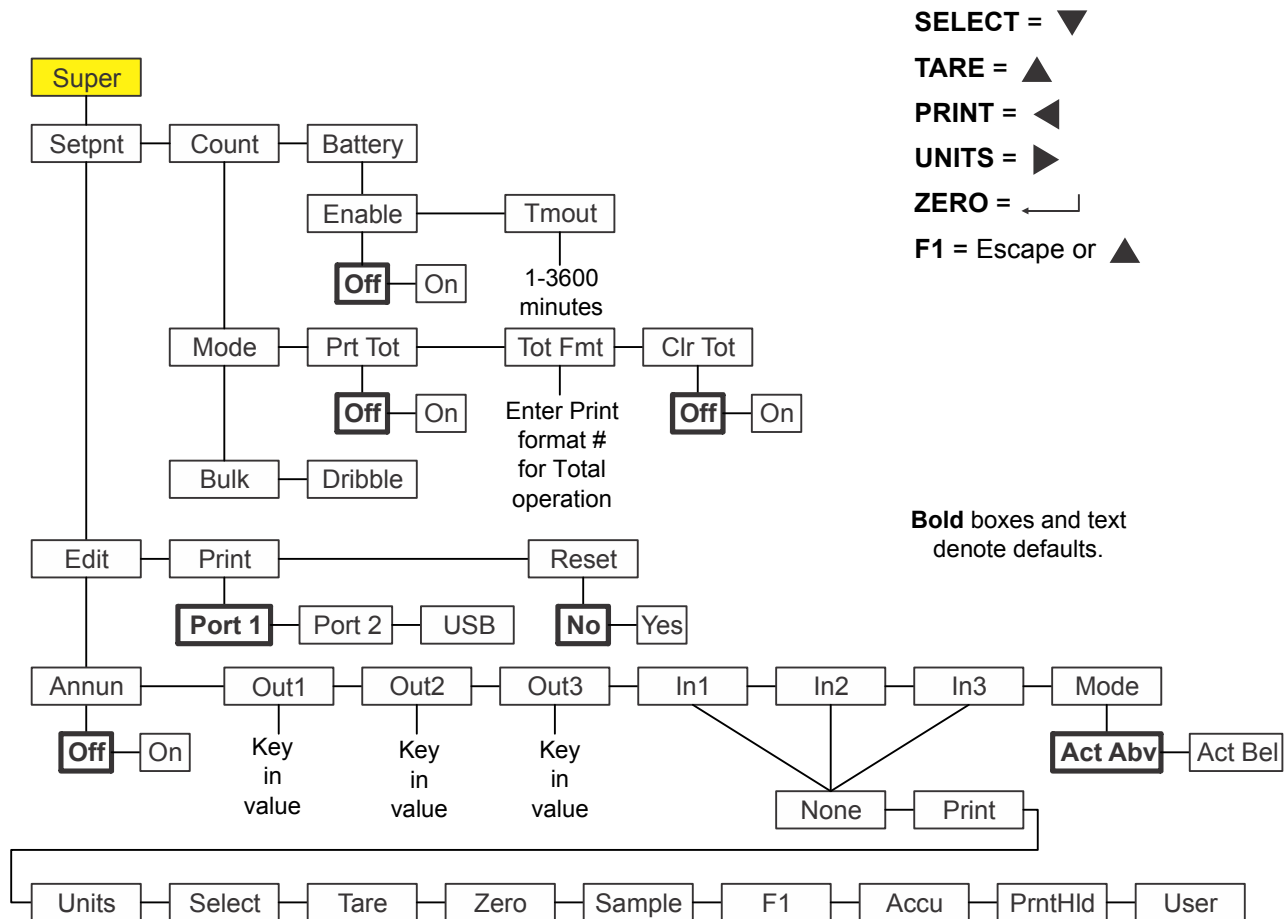 SELECT =
TARE =
PRINT =
UNITS =
ZERO =
F1 = Escape or
Super
Setpnt Count Battery
Enable Tmout
Off On
1-3600
minutes
Mode Prt Tot Tot Fmt Clr Tot
Off On
Enter Print
format #
for Total
operation
Off On
Bulk Dribble
Bold boxes and text
denote defaults.
Edit Print Reset
Port 1 Port 2 USB No Yes
Annun Out1 Out2 Out3 In1 In2 In3 Mode
Off On
Key
in
value
Key
in
value
Key
in
value
Act Abv Act Bel
None Print
Units Select Tare Zero Sample F1 Accu PrntHld User